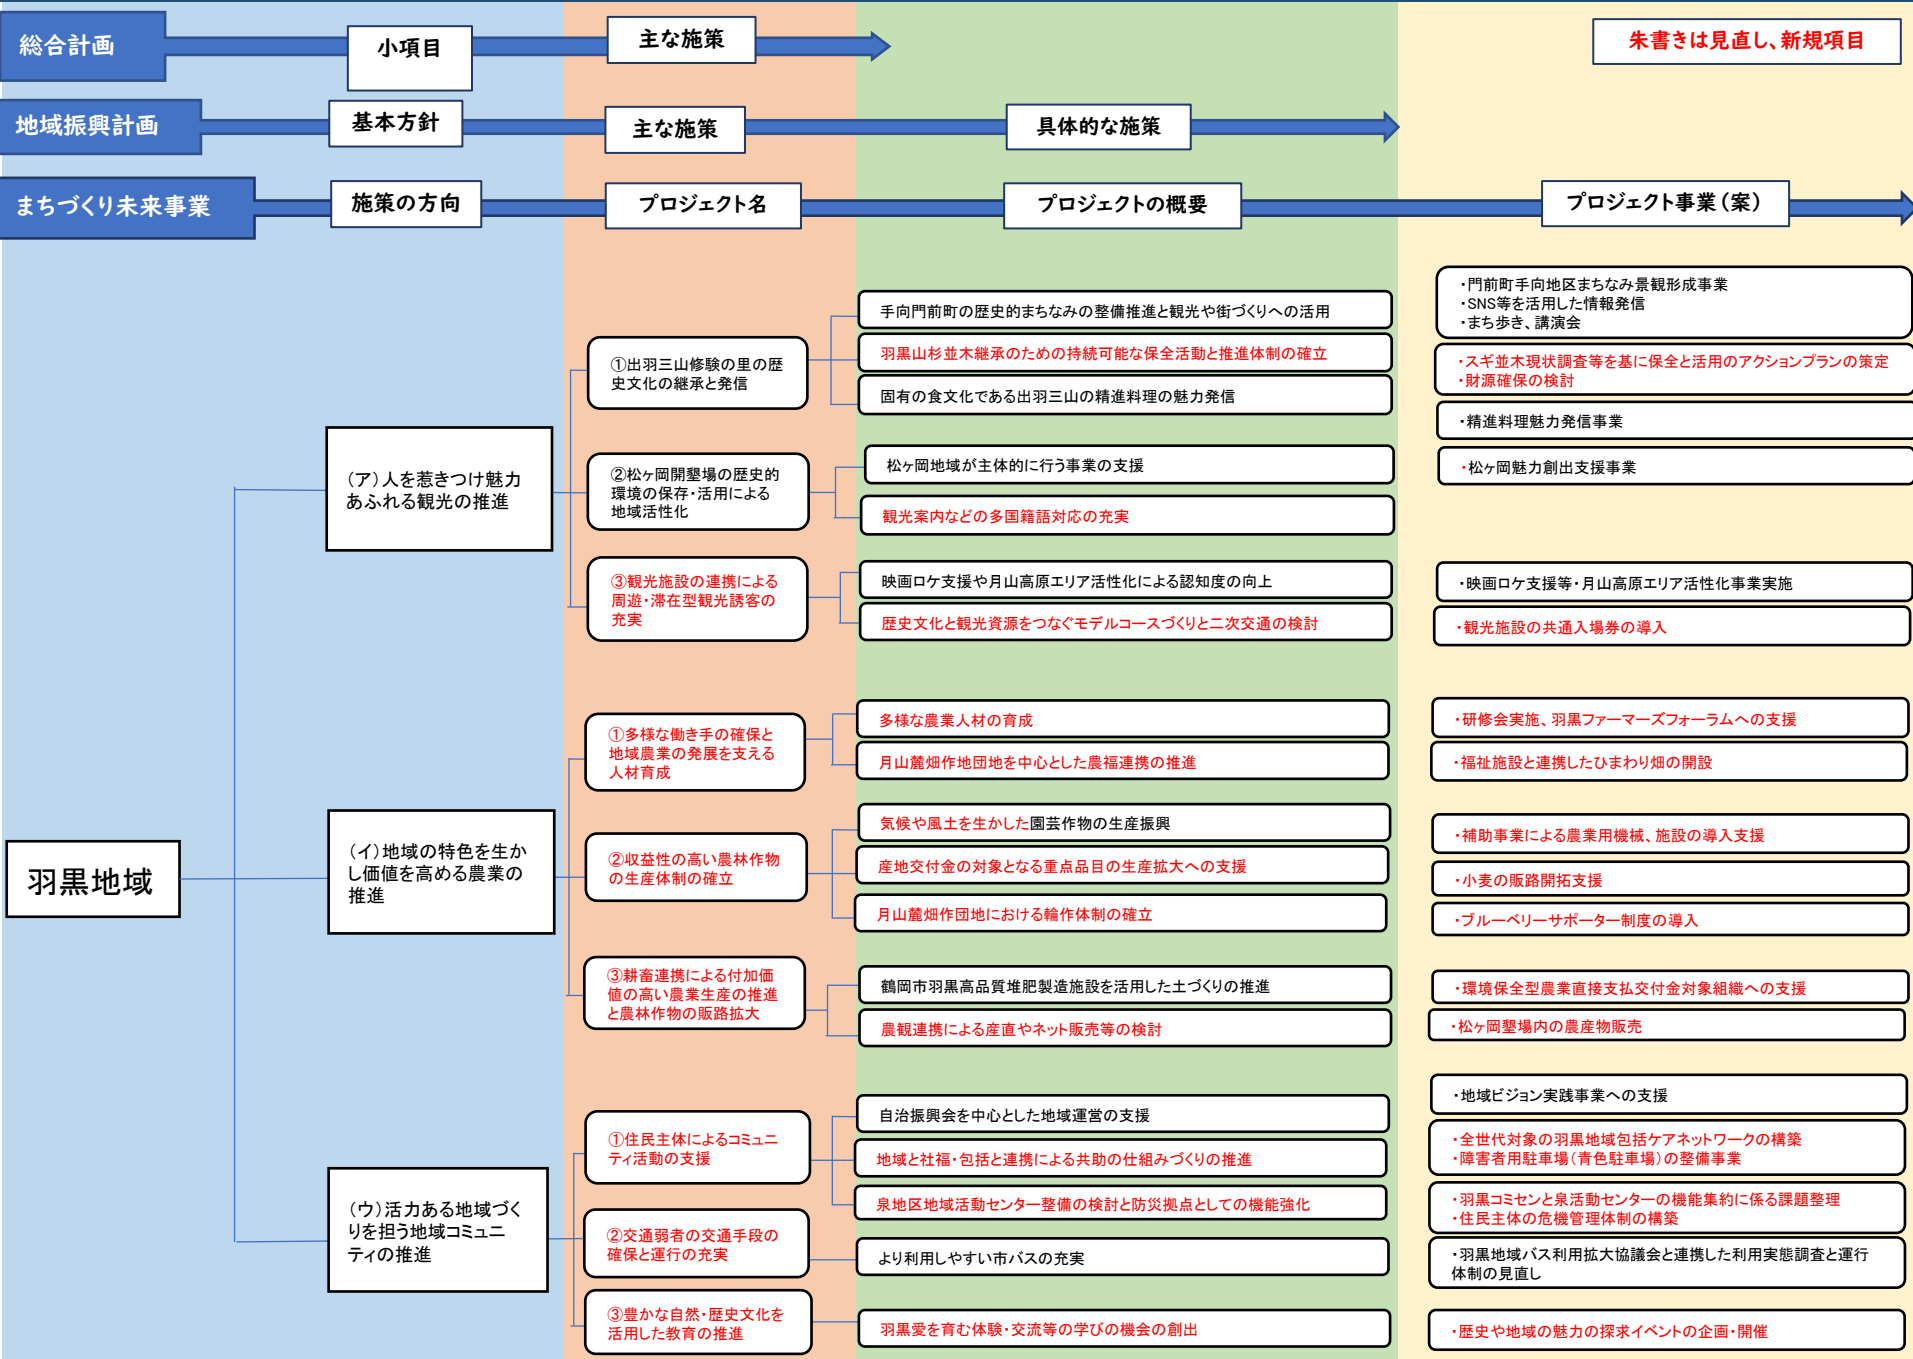 総合計画
小項目
主な施策
朱書きは見直し、新規項目
地域振興計画
基本方針
主な施策
具体的な施策
まちづくり未来事業
施策の方向
プロジェクト名
プロジェクトの概要
プロジェクト事業(案)
羽黒地域
(ア)人を惹きつけ魅力
あふれる観光の推進
①出羽三山修験の里の歴
史文化の継承と発信
手向門前町の歴史的まちなみの整備推進と観光や街づくりへの活用
・門前町手向地区まちなみ景観形成事業
・SNS等を活用した情報発信
・まち歩き、講演会
羽黒山杉並木継承のための持続可能な保全活動と推進体制の確立
・スギ並木現状調査等を基に保全と活用のアクションプランの策定
・財源確保の検討
固有の食文化である出羽三山の精進料理の魅力発信
・精進料理魅力発信事業
②松ヶ岡開墾場の歴史的
環境の保存・活用による
地域活性化
松ヶ岡地域が主体的に行う事業の支援
・松ヶ岡魅力創出支援事業
観光案内などの多国籍語対応の充実
③観光施設の連携による
周遊・滞在型観光誘客の
充実
映画ロケ支援や月山高原エリア活性化による認知度の向上
・映画ロケ支援等・月山高原エリア活性化事業実施
歴史文化と観光資源をつなぐモデルコースづくりと二次交通の検討
・観光施設の共通入場券の導入
(イ)地域の特色を生か
し価値を高める農業の
推進
①多様な働き手の確保と
地域農業の発展を支える
人材育成
多様な農業人材の育成
・研修会実施、羽黒ファーマーズフォーラムへの支援
月山麓畑作地団地を中心とした農福連携の推進
・福祉施設と連携したひまわり畑の開設
②収益性の高い農林作物
の生産体制の確立
気候や風土を生かした園芸作物の生産振興
・補助事業による農業用機械、施設の導入支援
産地交付金の対象となる重点品目の生産拡大への支援
・小麦の販路開拓支援
月山麓畑作団地における輪作体制の確立
・ブルーベリーサポーター制度の導入
③耕畜連携による付加価
値の高い農業生産の推進
と農林作物の販路拡大
鶴岡市羽黒高品質堆肥製造施設を活用した土づくりの推進
・環境保全型農業直接支払交付金対象組織への支援
農観連携による産直やネット販売等の検討
・松ヶ岡墾場内の農産物販売
(ウ)活力ある地域づく
りを担う地域コミュニ
ティの推進
①住民主体によるコミュニ
ティ活動の支援
自治振興会を中心とした地域運営の支援
・地域ビジョン実践事業への支援
地域と社福・包括と連携による共助の仕組みづくりの推進
・全世代対象の羽黒地域包括ケアネットワークの構築
・障害者用駐車場(青色駐車場)の整備事業
泉地区地域活動センター整備の検討と防災拠点としての機能強化
・羽黒コミセンと泉活動センターの機能集約に係る課題整理
・住民主体の危機管理体制の構築
②交通弱者の交通手段の
確保と運行の充実
より利用しやすい市バスの充実
・羽黒地域バス利用拡大協議会と連携した利用実態調査と運行
体制の見直し
③豊かな自然・歴史文化を
活用した教育の推進
羽黒愛を育む体験・交流等の学びの機会の創出
・歴史や地域の魅力の探求イベントの企画・開催